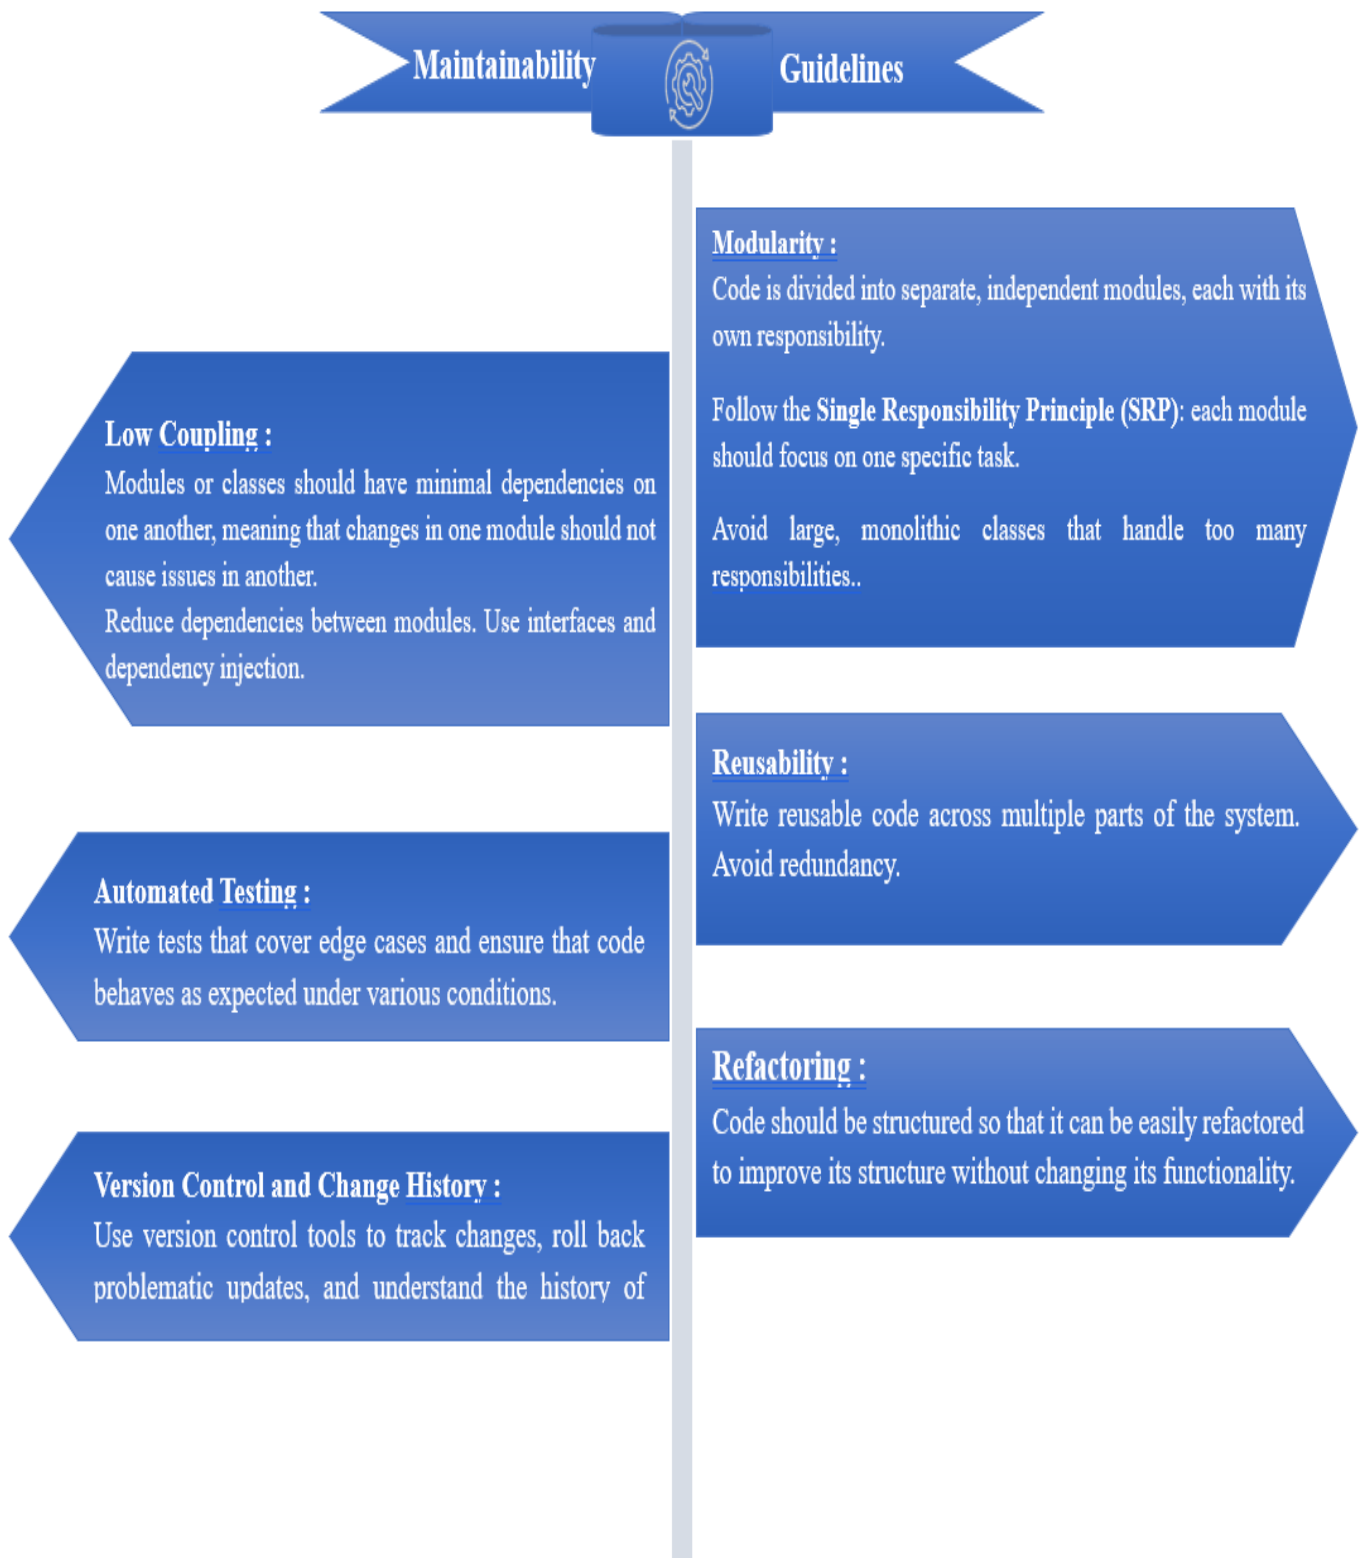 Maintainability Guidelines
Modularity :
Code is divided into separate, independent modules, each with its
own responsibility.
Follow the Single Responsibility Principle (SRP): each module
should focus on one specific task.
Avoid large, monolithic classes that handle too many
responsibilities..
Low Coupling :
Modules or classes should have minimal dependencies on
one another, meaning that changes in one module should not
cause issues in another.
Reduce dependencies between modules. Use interfaces and
dependency injection.
Reusability :
Write reusable code across multiple parts of the system.
Avoid redundancy.
Automated Testing :
Write tests that cover edge cases and ensure that code
behaves as expected under various conditions.
Refactoring :
Code should be structured so that it can be easily refactored
to improve its structure without changing its functionality.
Version Control and Change History :
Use version control tools to track changes, roll back
problematic updates, and understand the history of